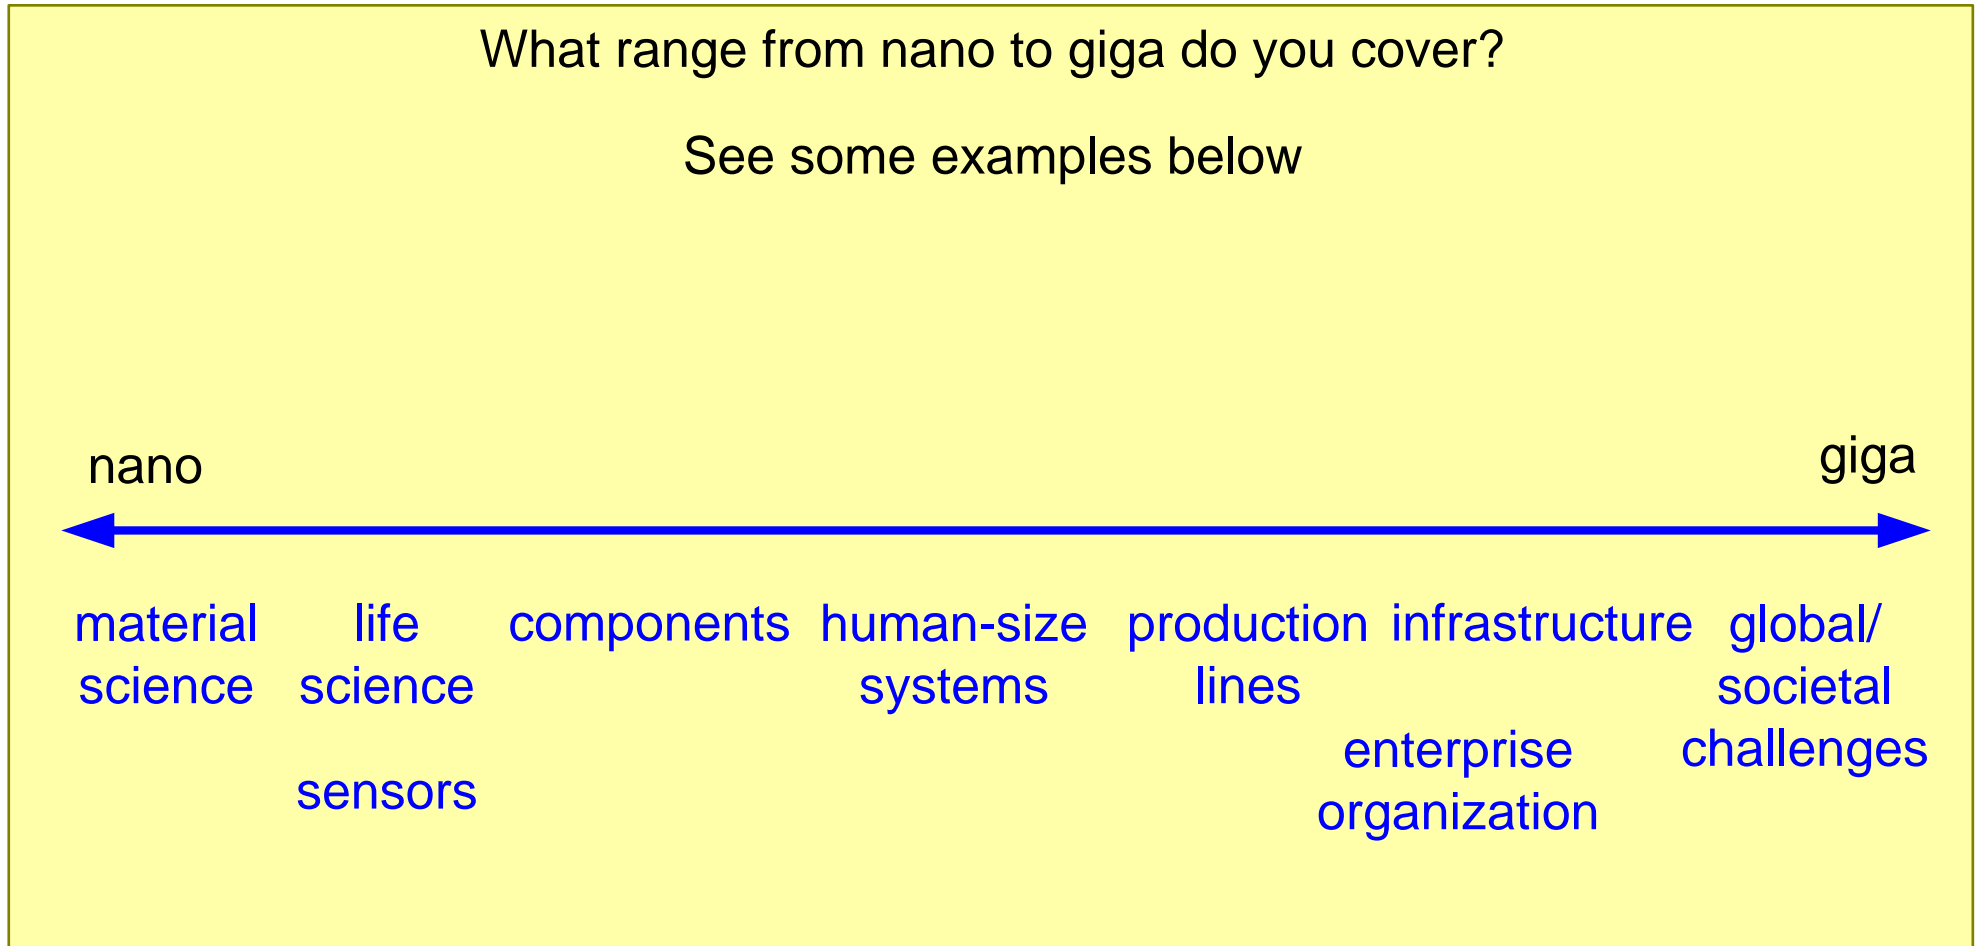 What range from nano to giga do you cover?
See some examples below
nano
giga
material
science
life
science
sensors
components
human-size
systems
production
lines
infrastructure
enterprise
organization
global/
societal
challenges